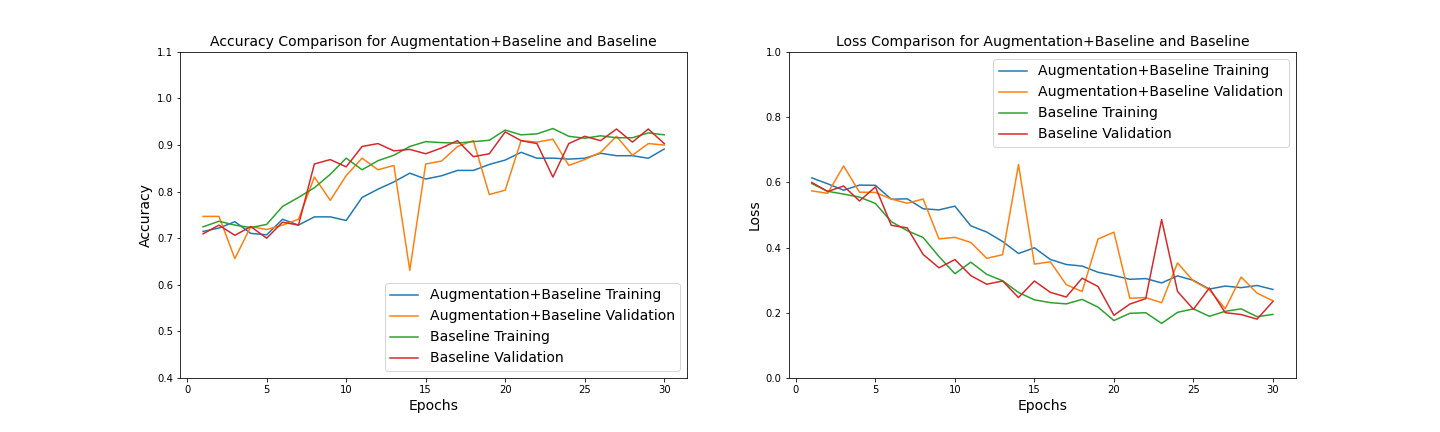 Accuracy Comparison for Augmentation+Baseline and Baseline
1.1
1.0
0.9
0.8
0.7
0.6
0.5
0.4
Accuracy
0
5
10
15
20
25
30
Epochs
Augmentation+Baseline Training
Augmentation+Baseline Validation
Baseline Training
Baseline Validation
Loss Comparison for Augmentation+Baseline and Baseline
1.0
0.8
0.6
0.4
0.2
0.0
Loss
0
5
10
15
20
25
30
Epochs
Augmentation+Baseline Training
Augmentation+Baseline Validation
Baseline Training
Baseline Validation